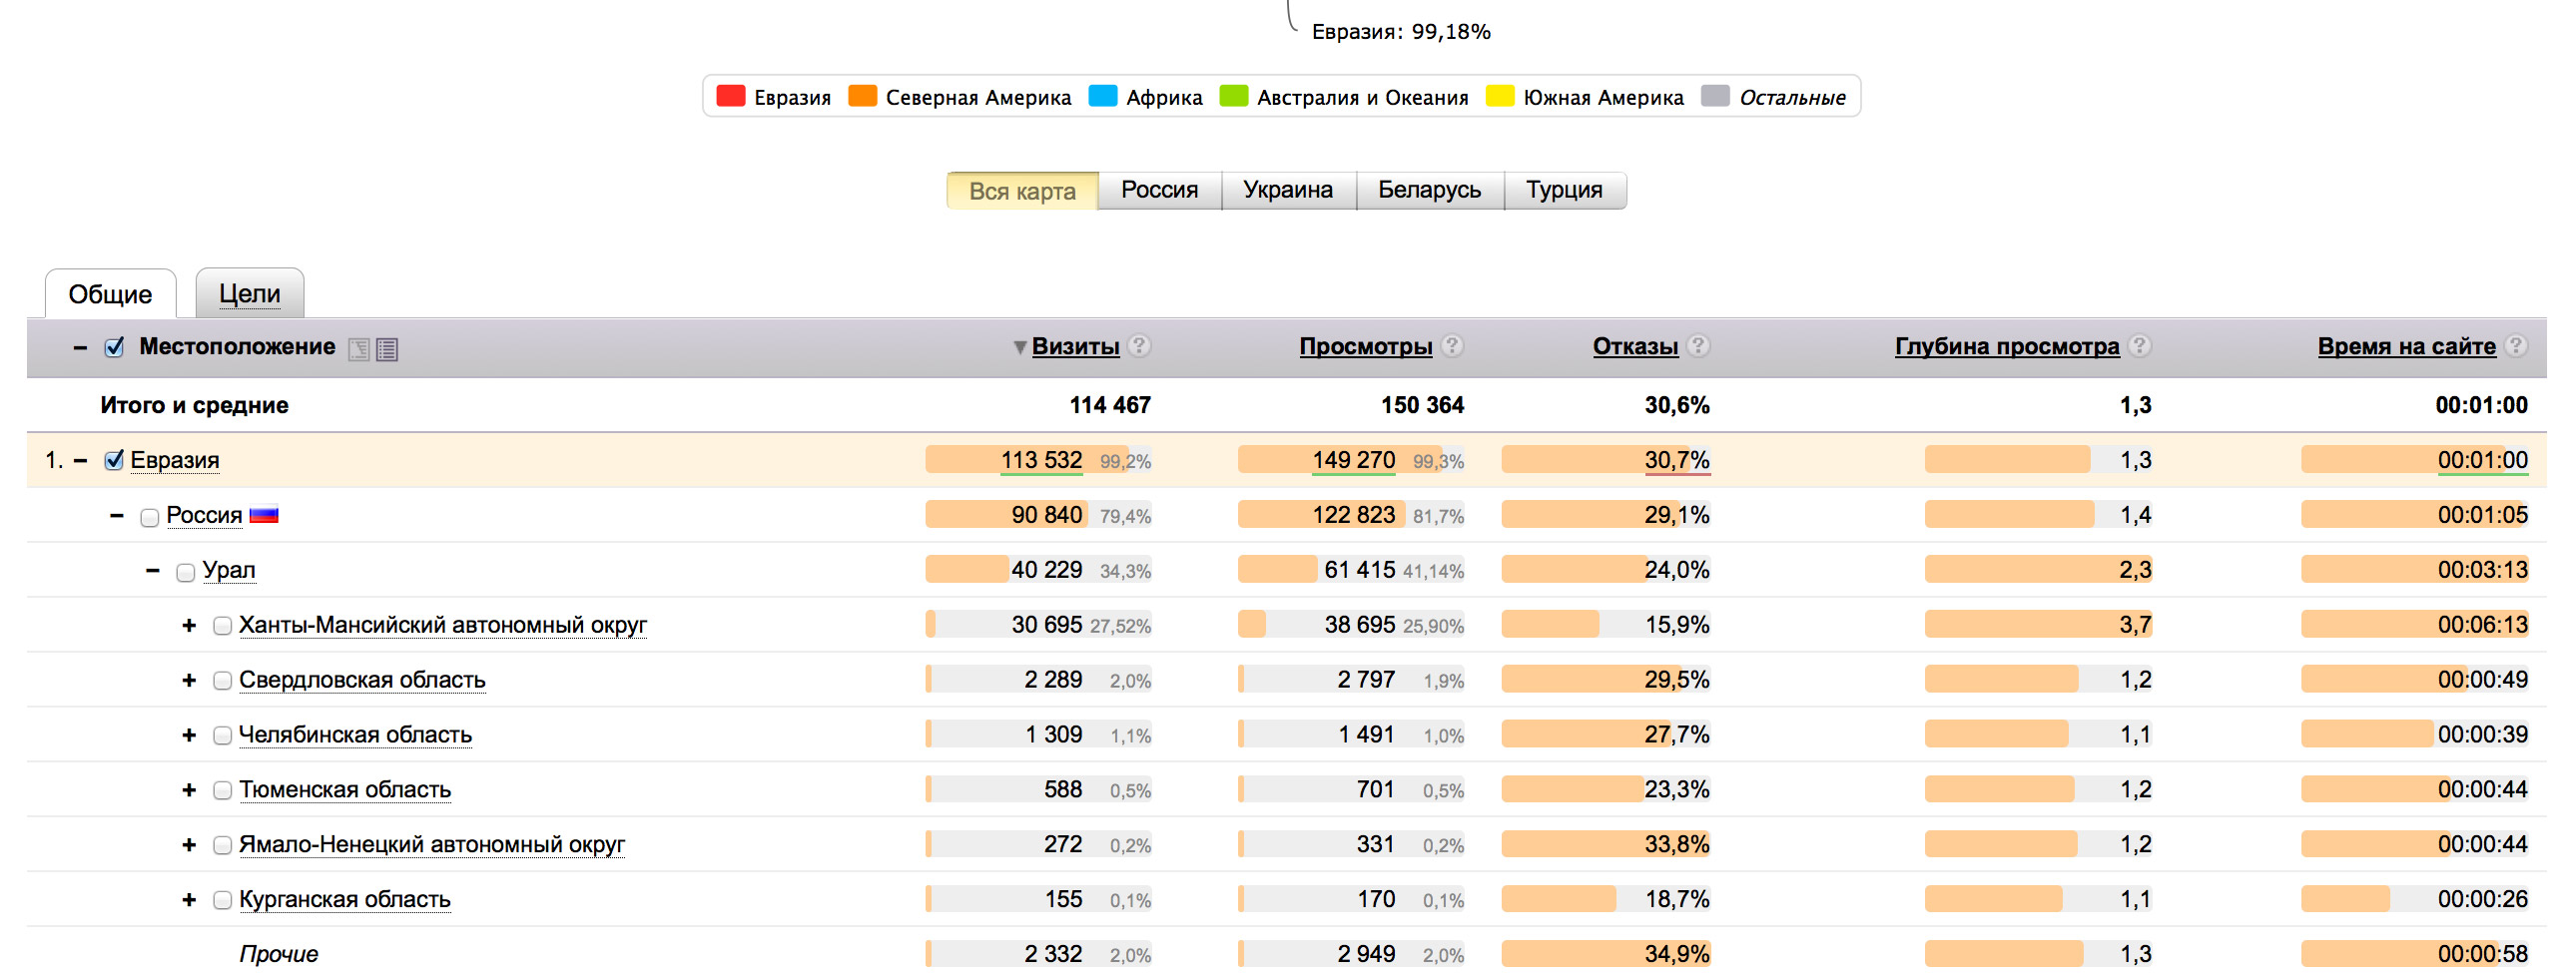 Евразия: 99,18%
Евразия Северная Америка Африка Австралия и Океания Южная Америка Остальные
Вся карта Россия Украина Беларусь Турция
Общие Цели
Местоположение Визиты ? Просмотры ? Отказы ? Глубина просмотра ? Время на сайте ?
Итого и средние 114 467 150 364 30,6% 1,3 00:01:00
1. Евразия 113 532 99,2% 149 270 99,3% 30,7% 1,3 00:01:00
Россия 90 840 79,4% 122 823 81,7% 29,1% 1,4 00:01:05
Урал 40 229 34,3% 61 415 41,14% 24,0% 2,3 00:03:13
Ханты-Мансийский автономный округ 30 695 27,52% 38 695 25,90% 15,9% 3,7 00:06:13
Свердловская область 2 289 2,0% 2 797 1,9% 29,5% 1,2 00:00:49
Челябинская область 1 309 1,1% 1 491 1,0% 27,7% 1,1 00:00:39
Тюменская область 588 0,5% 701 0,5% 23,3% 1,2 00:00:44
Ямало-Ненецкий автономный округ 272 0,2% 331 0,2% 33,8% 1,2 00:00:44
Курганская область 155 0,1% 170 0,1% 18,7% 1,1 00:00:26
Прочие 2 332 2,0% 2 949 2,0% 34,9% 1,3 00:00:58